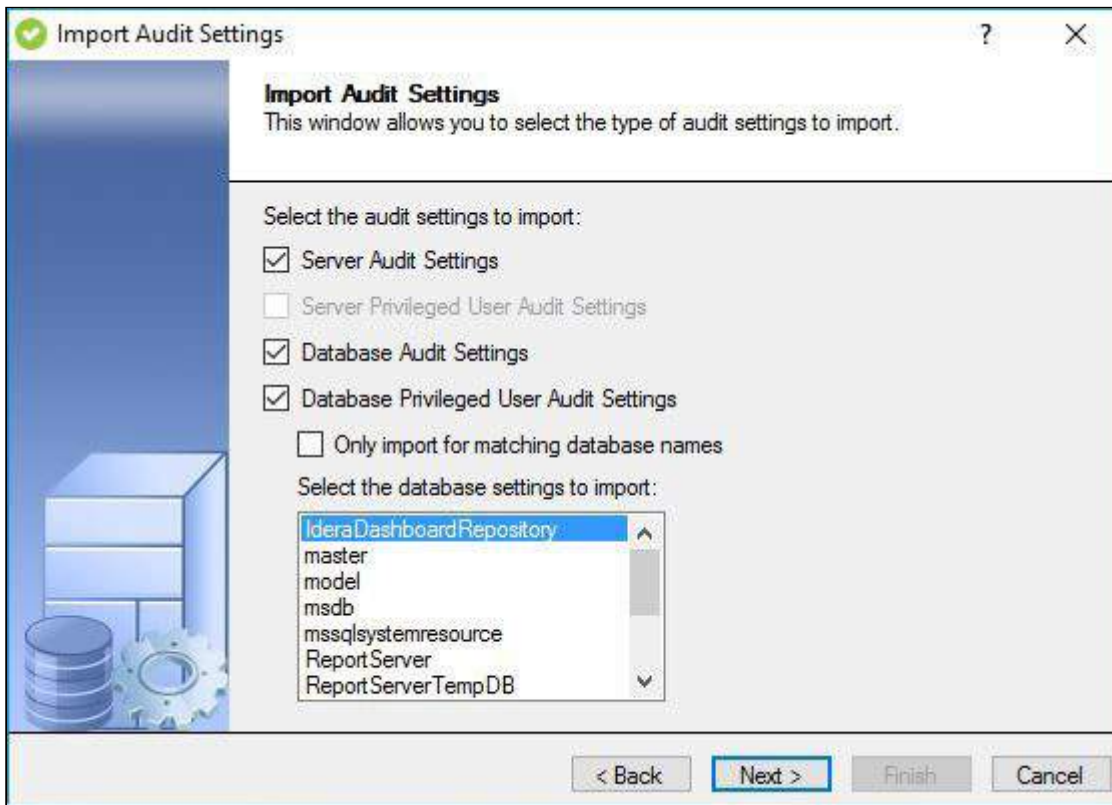 Import Audit Settings
?
Import Audit Settings
This window allows you to select the type of audit settings to import.
Select the audit settings to import:
Server Audit Settings
Server Privileged User Audit Settings
Database Audit Settings
Database Privileged User Audit Settings
Only import for matching database names
Select the database settings to import:
IderaDashboardRepository
master
model
msdb
mssqlsystemresource
ReportServer
ReportServerTempDB
< Back Next > Finish Cancel